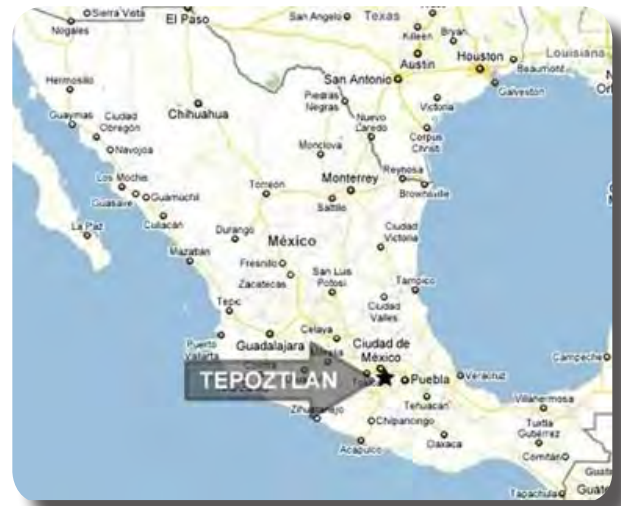 Sierra Vista
El Paso
San Angelo
Texas
Nogales
Killeen
Bryan
Austin
Houston
Louisiana
Beaumont
Hermosillo
San Antonio
Galveston
Piedras
Negras
Chihuahua
Victoria
Guaymas
Ciudad
Obregón
Nuevo
Laredo
Corpus
Christi
Navojoa
Monclova
Los Mochis
Torreón
Monterrey
Reynosa
Guasave
Guamúchil
Saltillo
Brownsville
La Paz
Culiacán
Durango
México
Ciudad
Victoria
Mazatlán
Fresnillo
Zacatecas
San Luis
Potosí
Tampico
Tepic
Ciudad
Valles
Puerto
Vallarta
Guadalajara
Celaya
Ciudad de
México
Campeche
TEPOZTLAN
Puebla
Veracruz
Tehuacan
Villahermosa
Zihuatanejo
Chilpancingo
Tuxtla
Gutiérrez
Oaxaca
Acapulco
Comitán
Tapachula